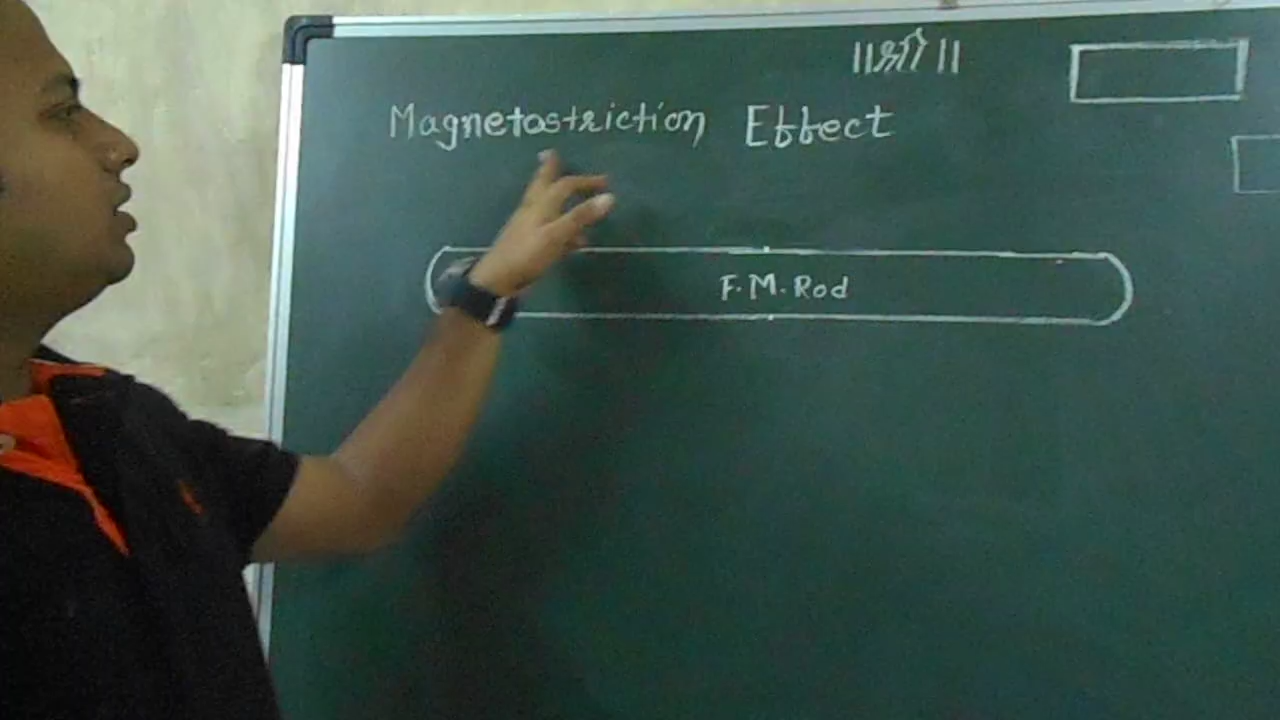 ॥श्री॥
Magnetostriction Effect
F.M.Rod